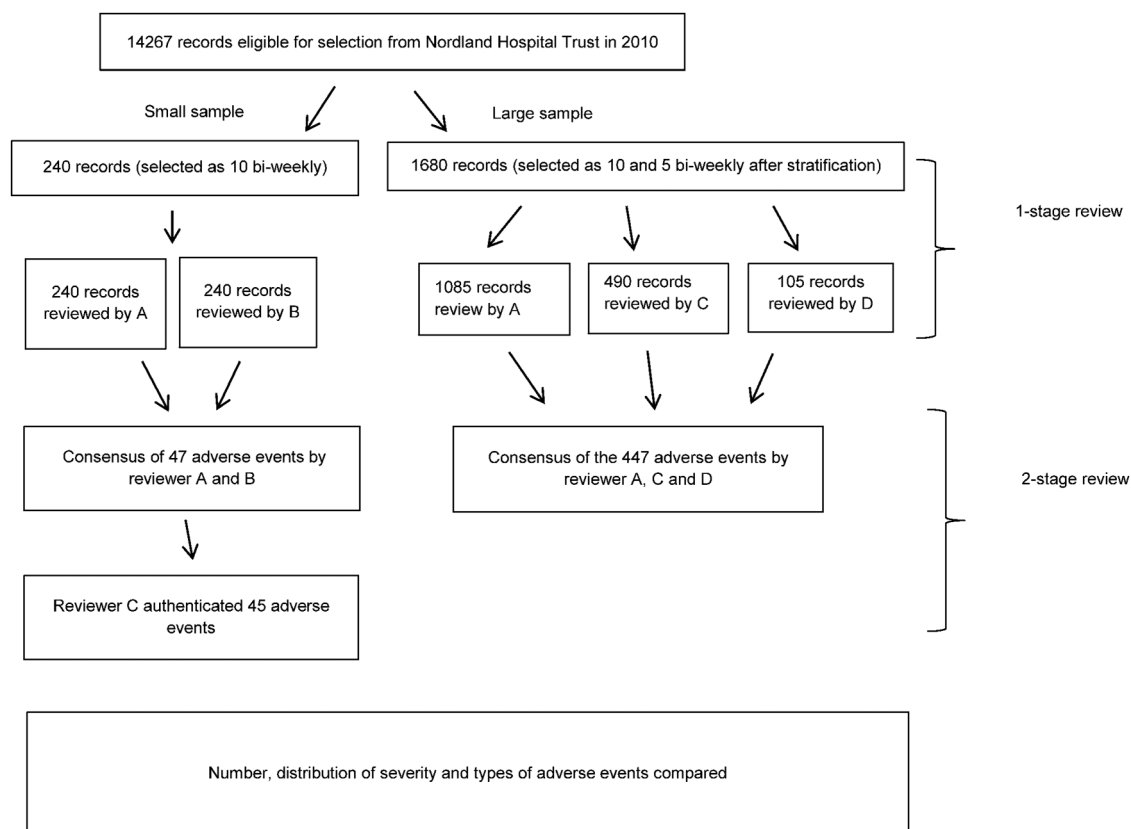 14267 records eligible for selection from Nordland Hospital Trust in 2010
Small sample
Large sample
240 records (selected as 10 bi-weekly)
1680 records (selected as 10 and 5 bi-weekly after stratification)
1-stage review
240 records
reviewed by A
240 records
reviewed by B
1085 records
review by A
490 records
reviewed by C
105 records
reviewed by D
Consensus of 47 adverse events by
reviewer A and B
Consensus of the 447 adverse events by
reviewer A, C and D
2-stage review
Reviewer C authenticated 45 adverse
events
Number, distribution of severity and types of adverse events compared